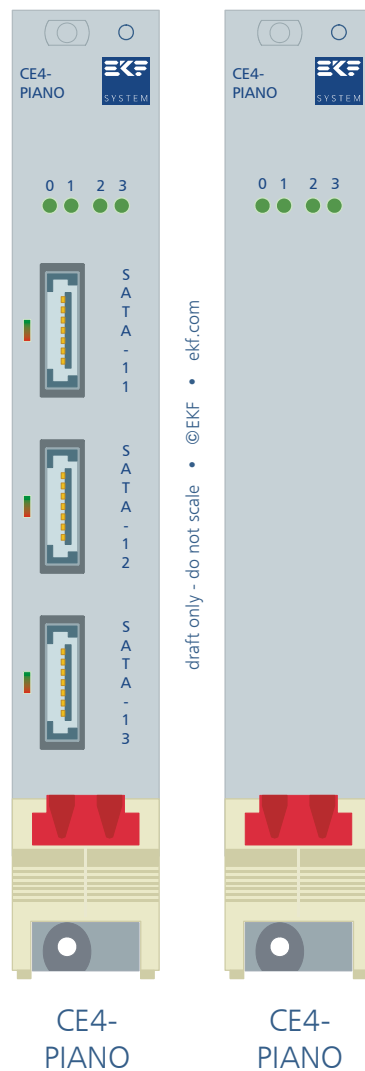 CE4-
PIANO
EKF
SYSTEM
0 1 2 3
SATA-11
SATA-12
SATA-13
draft only - do not scale • ©EKF • ekf.com
CE4-
PIANO
CE4-
PIANO
EKF
SYSTEM
0 1 2 3
CE4-
PIANO